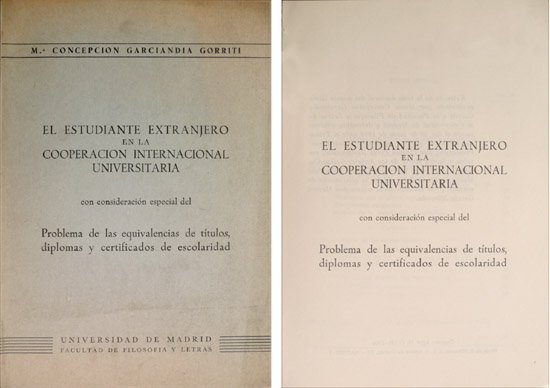 M.ª CONCEPCION GARCIANDIA GORRITI
EL ESTUDIANTE EXTRANJERO
EN LA
COOPERACION INTERNACIONAL
UNIVERSITARIA
con consideración especial del
Problema de las equivalencias de títulos,
diplomas y certificados de escolaridad
UNIVERSIDAD DE MADRID
FACULTAD DE FILOSOFIA Y LETRAS
EL ESTUDIANTE EXTRANJERO
EN LA
COOPERACION INTERNACIONAL
UNIVERSITARIA
con consideración especial del
Problema de las equivalencias de títulos,
diplomas y certificados de escolaridad